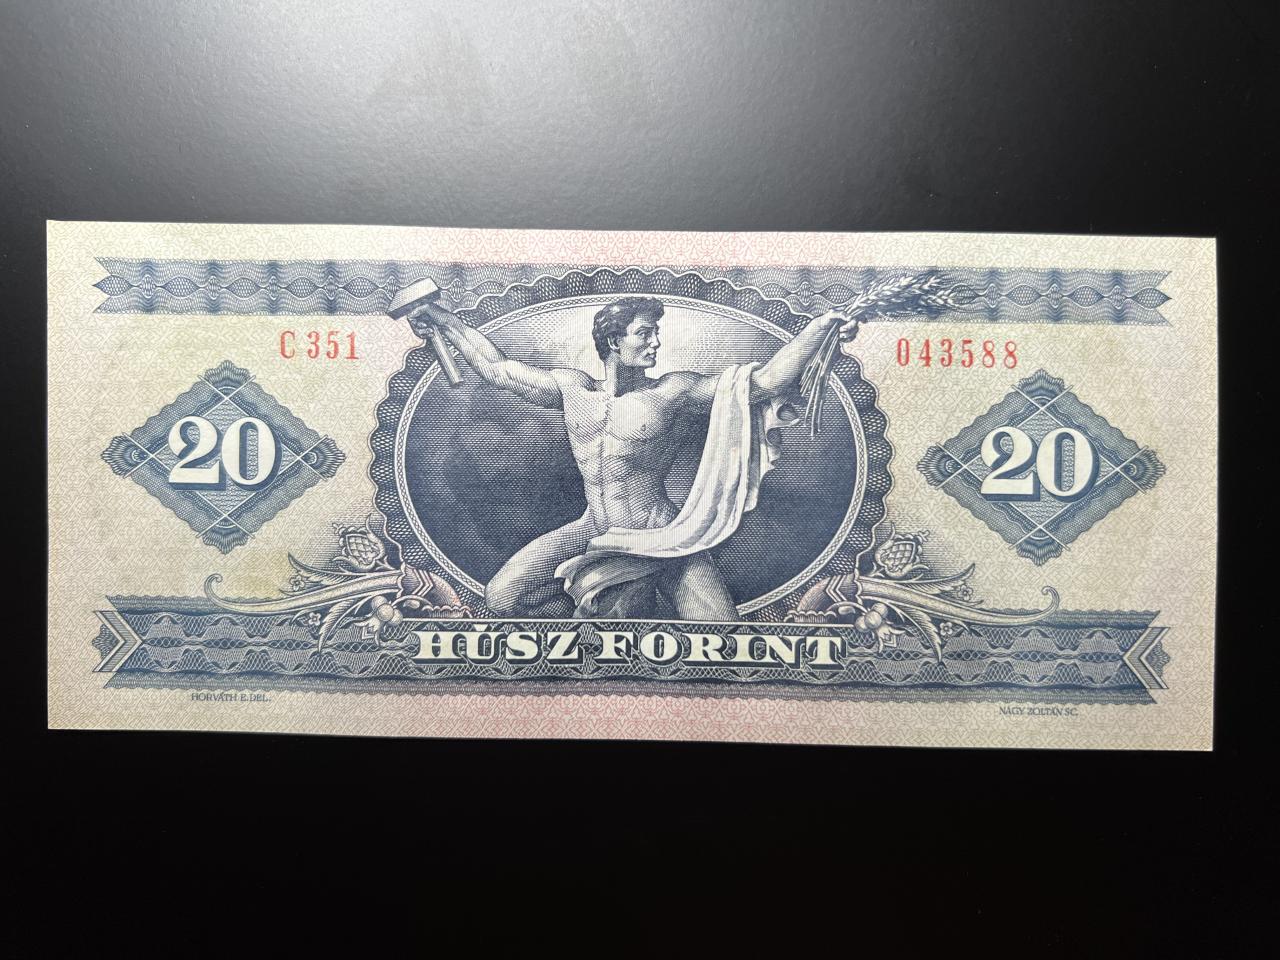 C 351
043588
20
20
HÚSZ FORINT
HORVÁTH E. DEL.
NAGY ZOLTÁN SC.